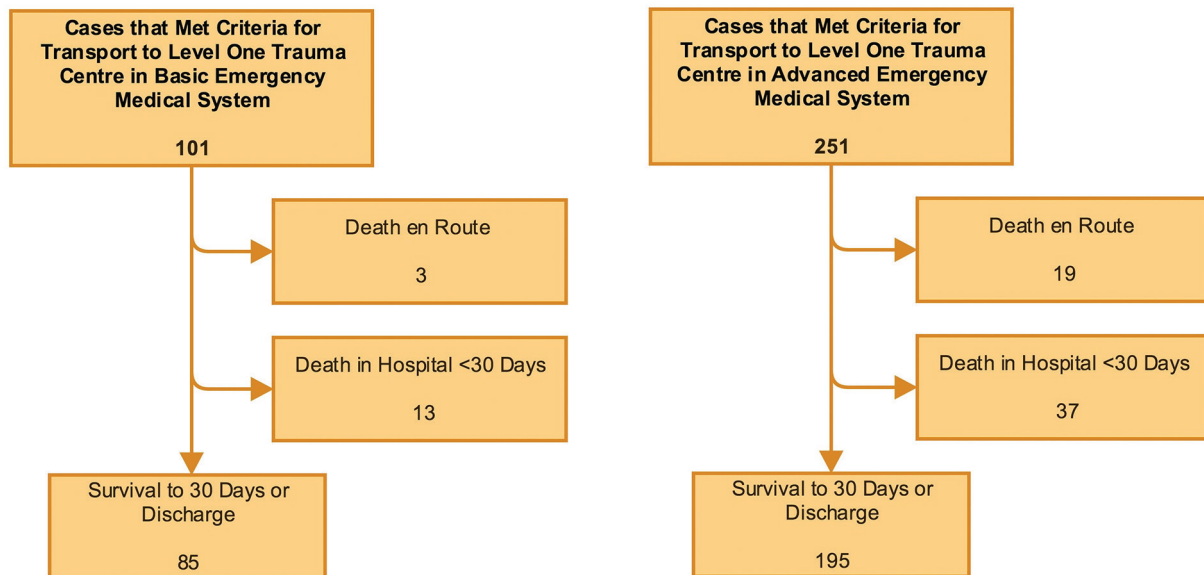 Cases that Met Criteria for
Transport to Level One Trauma
Centre in Basic Emergency
Medical System
101
Death en Route
3
Death in Hospital <30 Days
13
Survival to 30 Days or
Discharge
85
Cases that Met Criteria for
Transport to Level One Trauma
Centre in Advanced Emergency
Medical System
251
Death en Route
19
Death in Hospital <30 Days
37
Survival to 30 Days or
Discharge
195